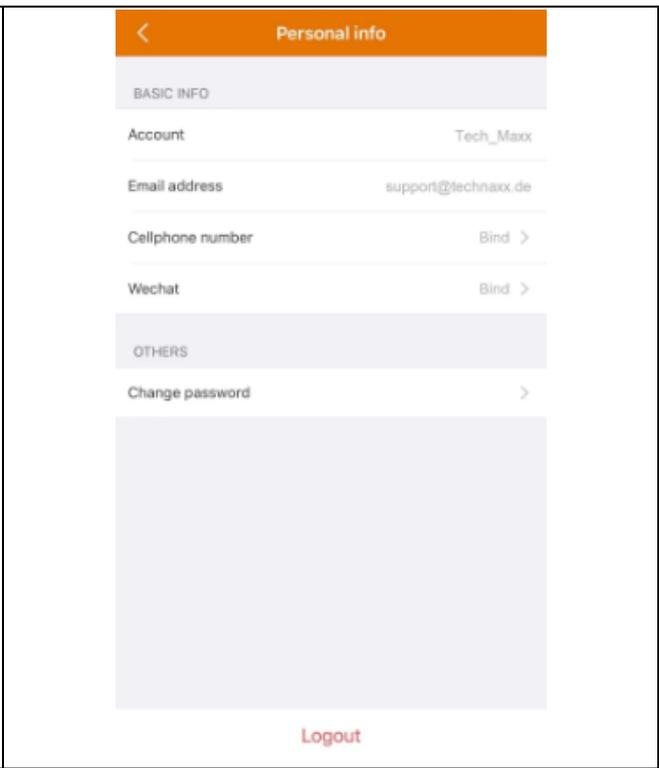 Personal info
BASIC INFO
Account Tech_Maxx
Email address support@technaxx.de
Cellphone number Bind
Wechat Bind
OTHERS
Change password
Logout